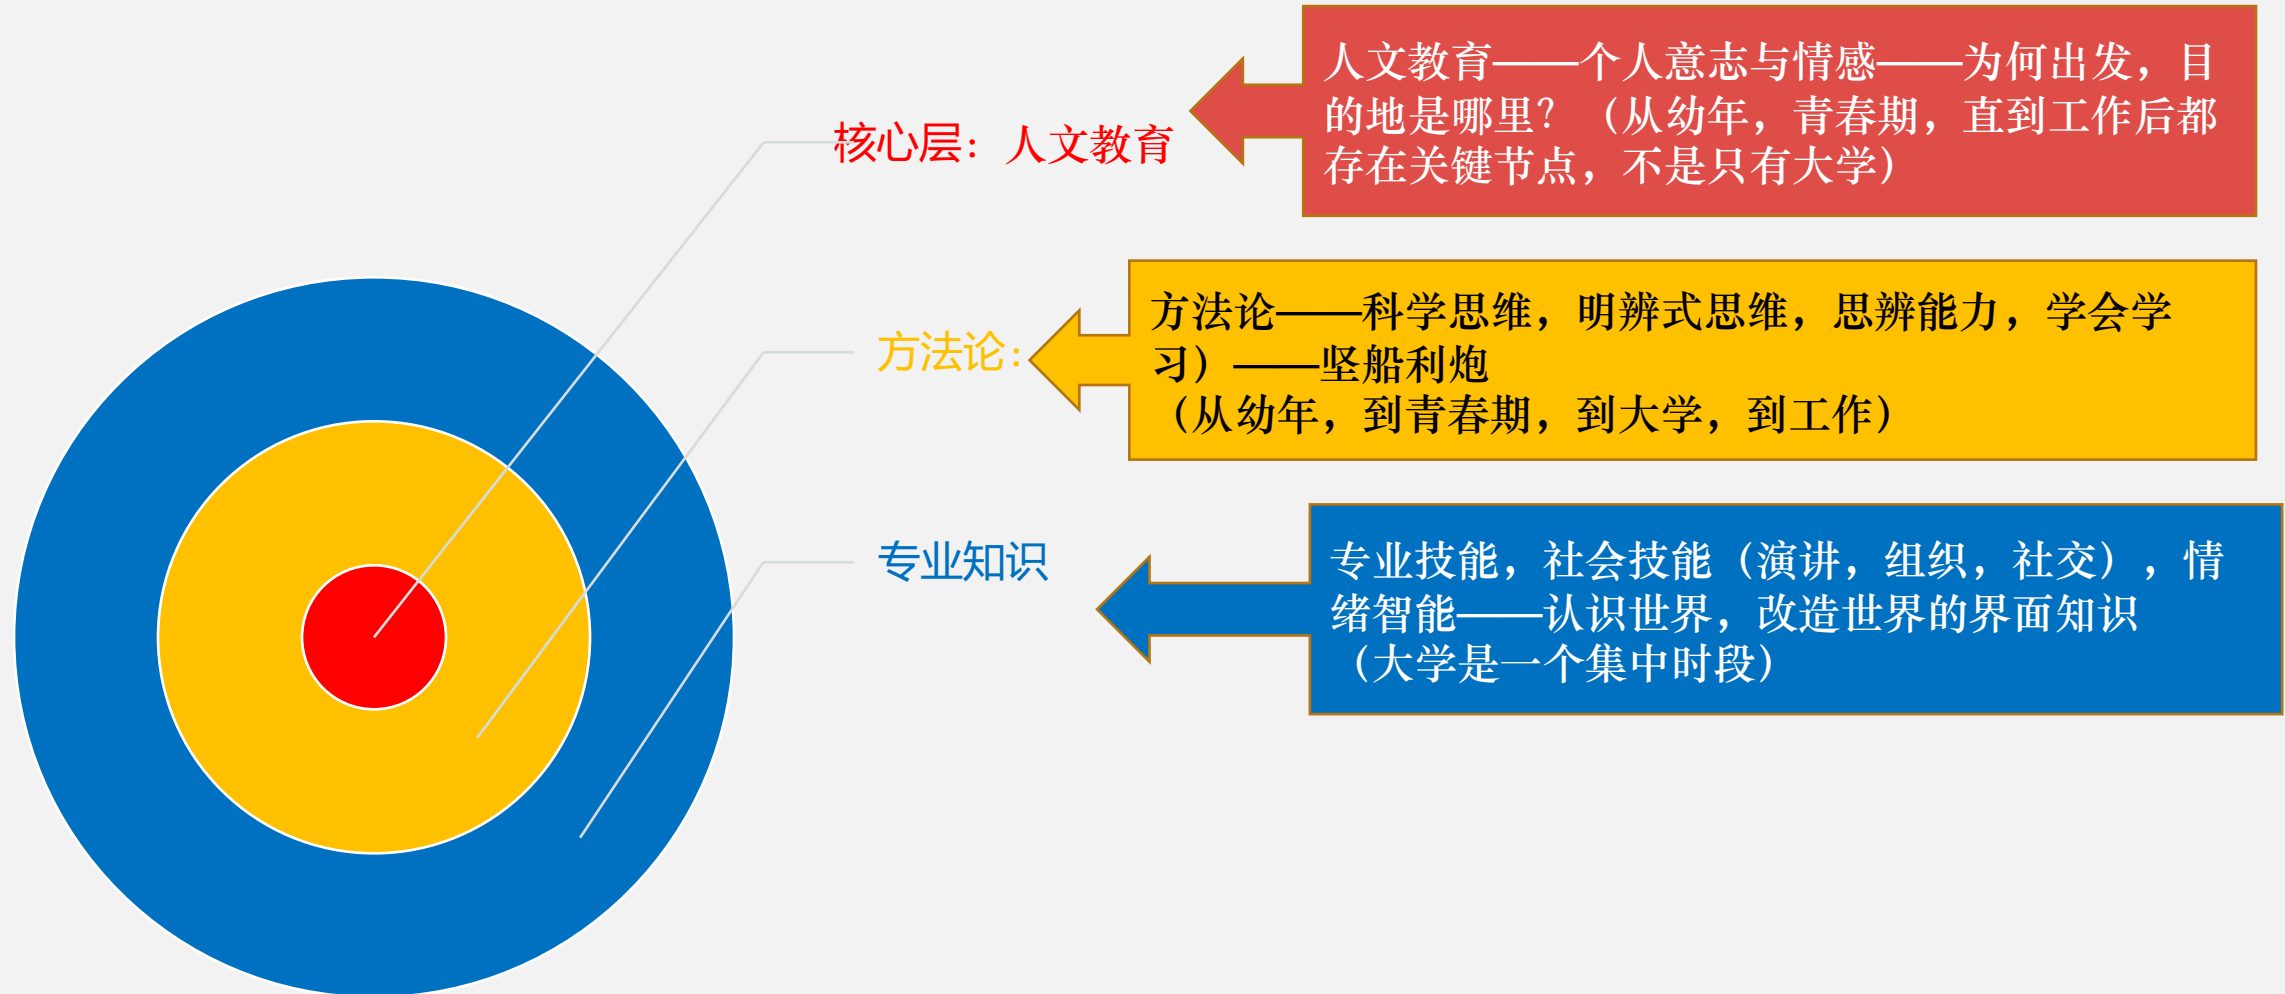 核心层：人文教育
人文教育——个人意志与情感——为何出发，目
的地是哪里？（从幼年，青春期，直到工作后都
存在关键节点，不是只有大学）
方法论：
方法论——科学思维，明辨式思维，思辨能力，学会学
习）——坚船利炮
（从幼年，到青春期，到大学，到工作）
专业知识
专业技能，社会技能（演讲，组织，社交），情
绪智能——认识世界，改造世界的界面知识
（大学是一个集中时段）